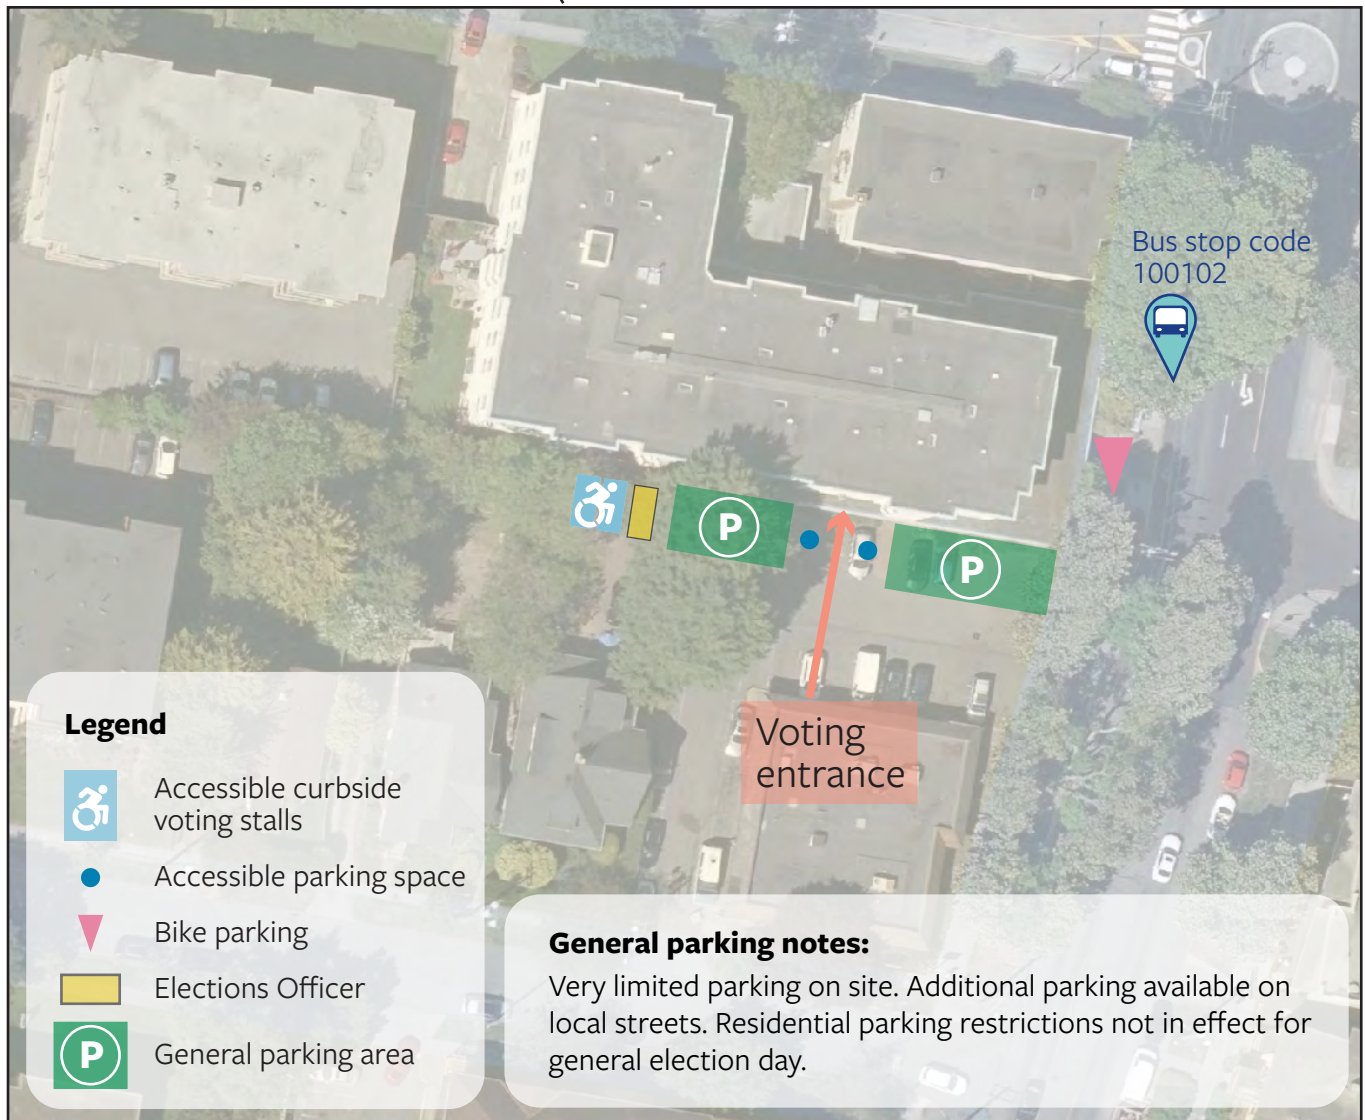 Bus stop code
100102
P
P
Voting
entrance
Legend
Accessible curbside
voting stalls
Accessible parking space
Bike parking
Elections Officer
P
General parking area
General parking notes:
Very limited parking on site. Additional parking available on
local streets. Residential parking restrictions not in effect for
general election day.